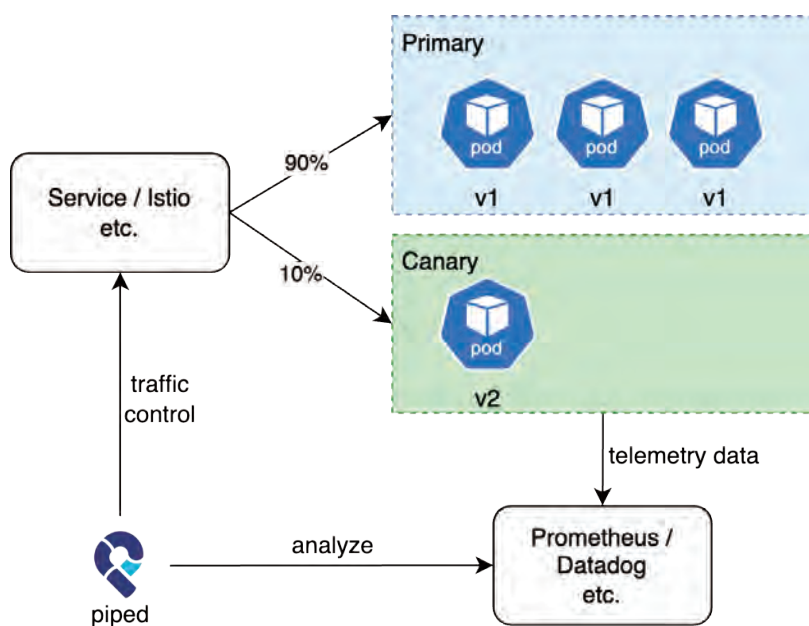 Primary
pod
pod
pod
v1
v1
v1
90%
Service / Istio
etc.
10%
Canary
pod
v2
traffic
control
telemetry data
analyze
Prometheus /
Datadog
etc.
piped